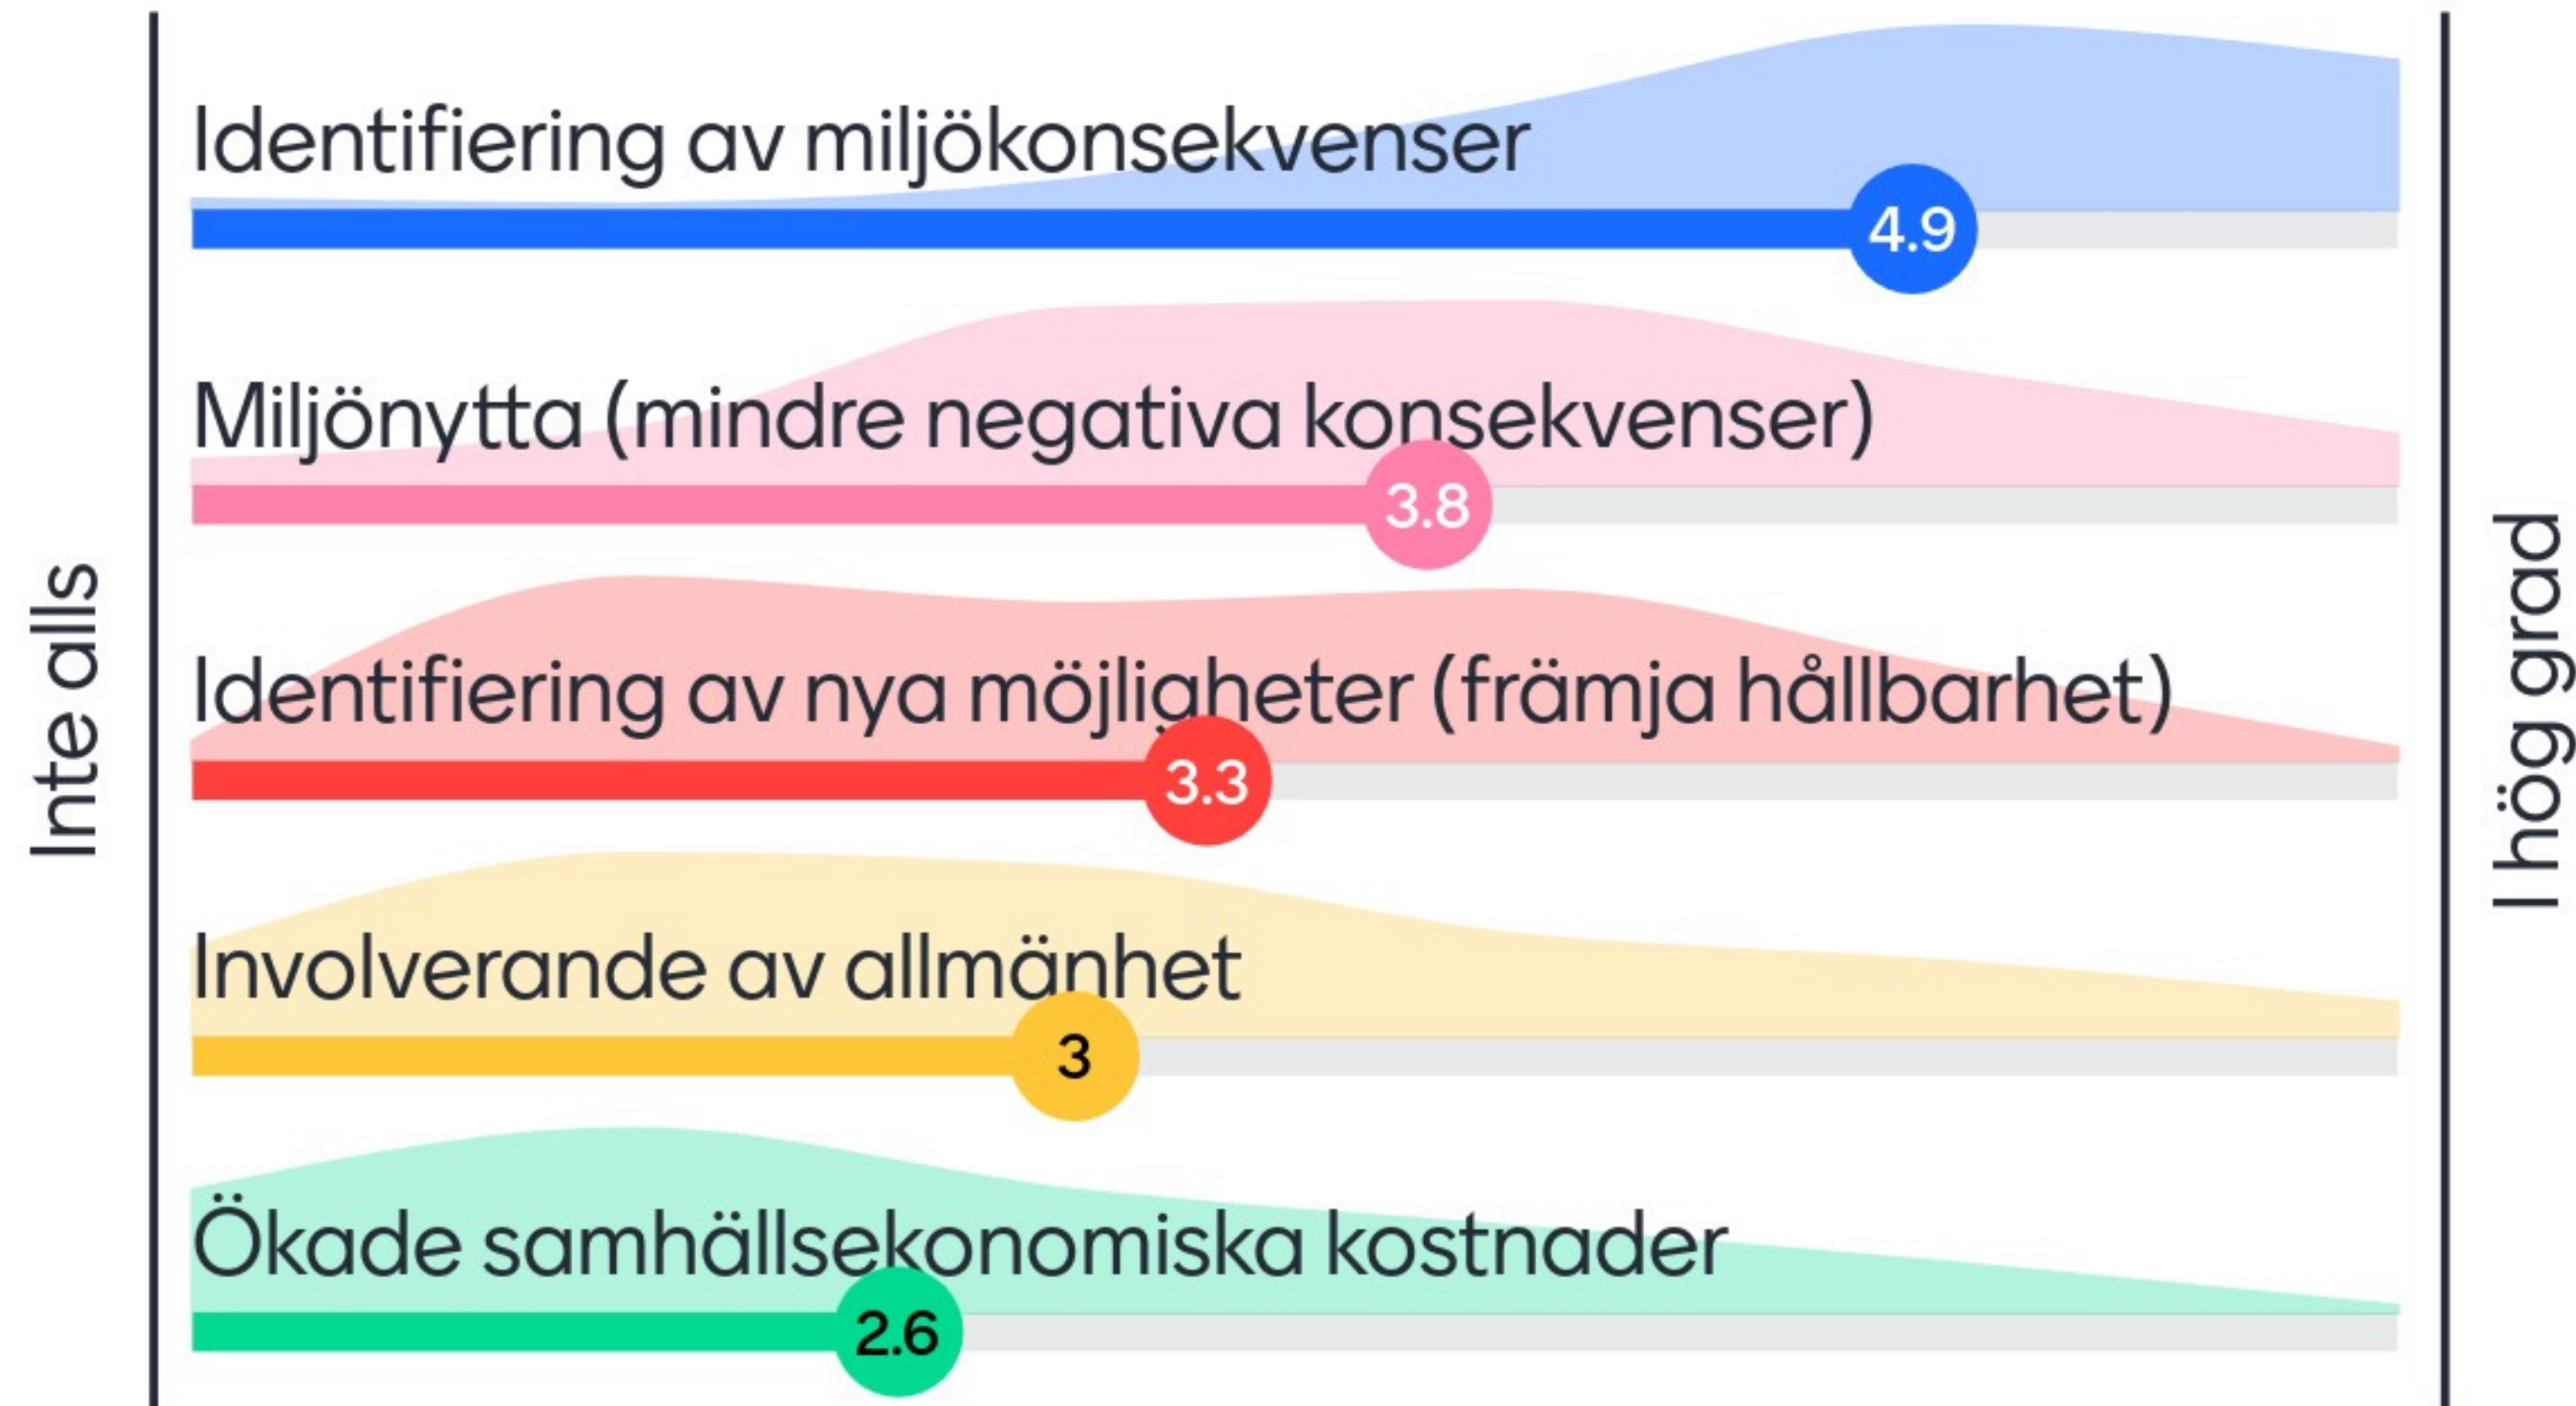 Inte alls
Identifiering av miljökonsekvenser
4.9
Miljönytta (mindre negativa konsekvenser)
3.8
Identifiering av nya möjligheter (främja hållbarhet)
3.3
Involverande av allmänhet
3
Ökade samhällsekonomiska kostnader
2.6
I hög grad